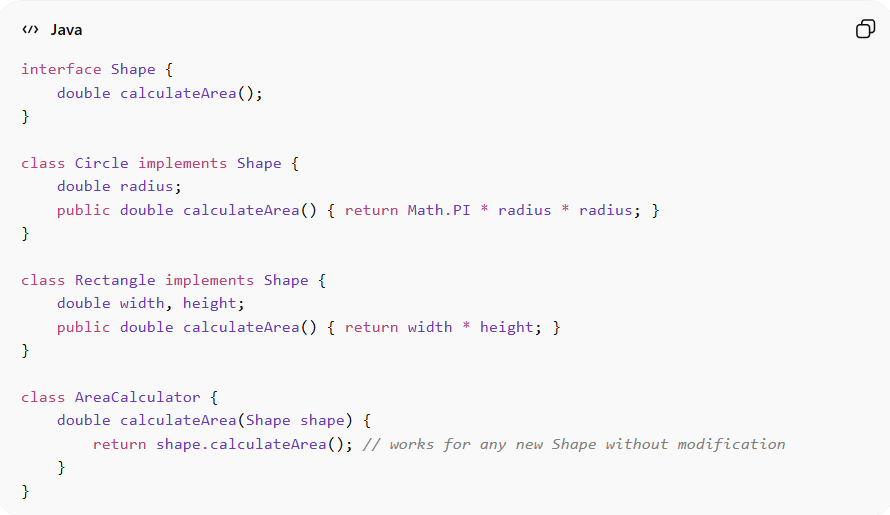 Java
interface Shape {
    double calculateArea();
}

class Circle implements Shape {
    double radius;
    public double calculateArea() { return Math.PI * radius * radius; }
}

class Rectangle implements Shape {
    double width, height;
    public double calculateArea() { return width * height; }
}

class AreaCalculator {
    double calculateArea(Shape shape) {
        return shape.calculateArea(); // works for any new Shape without modification
    }
}